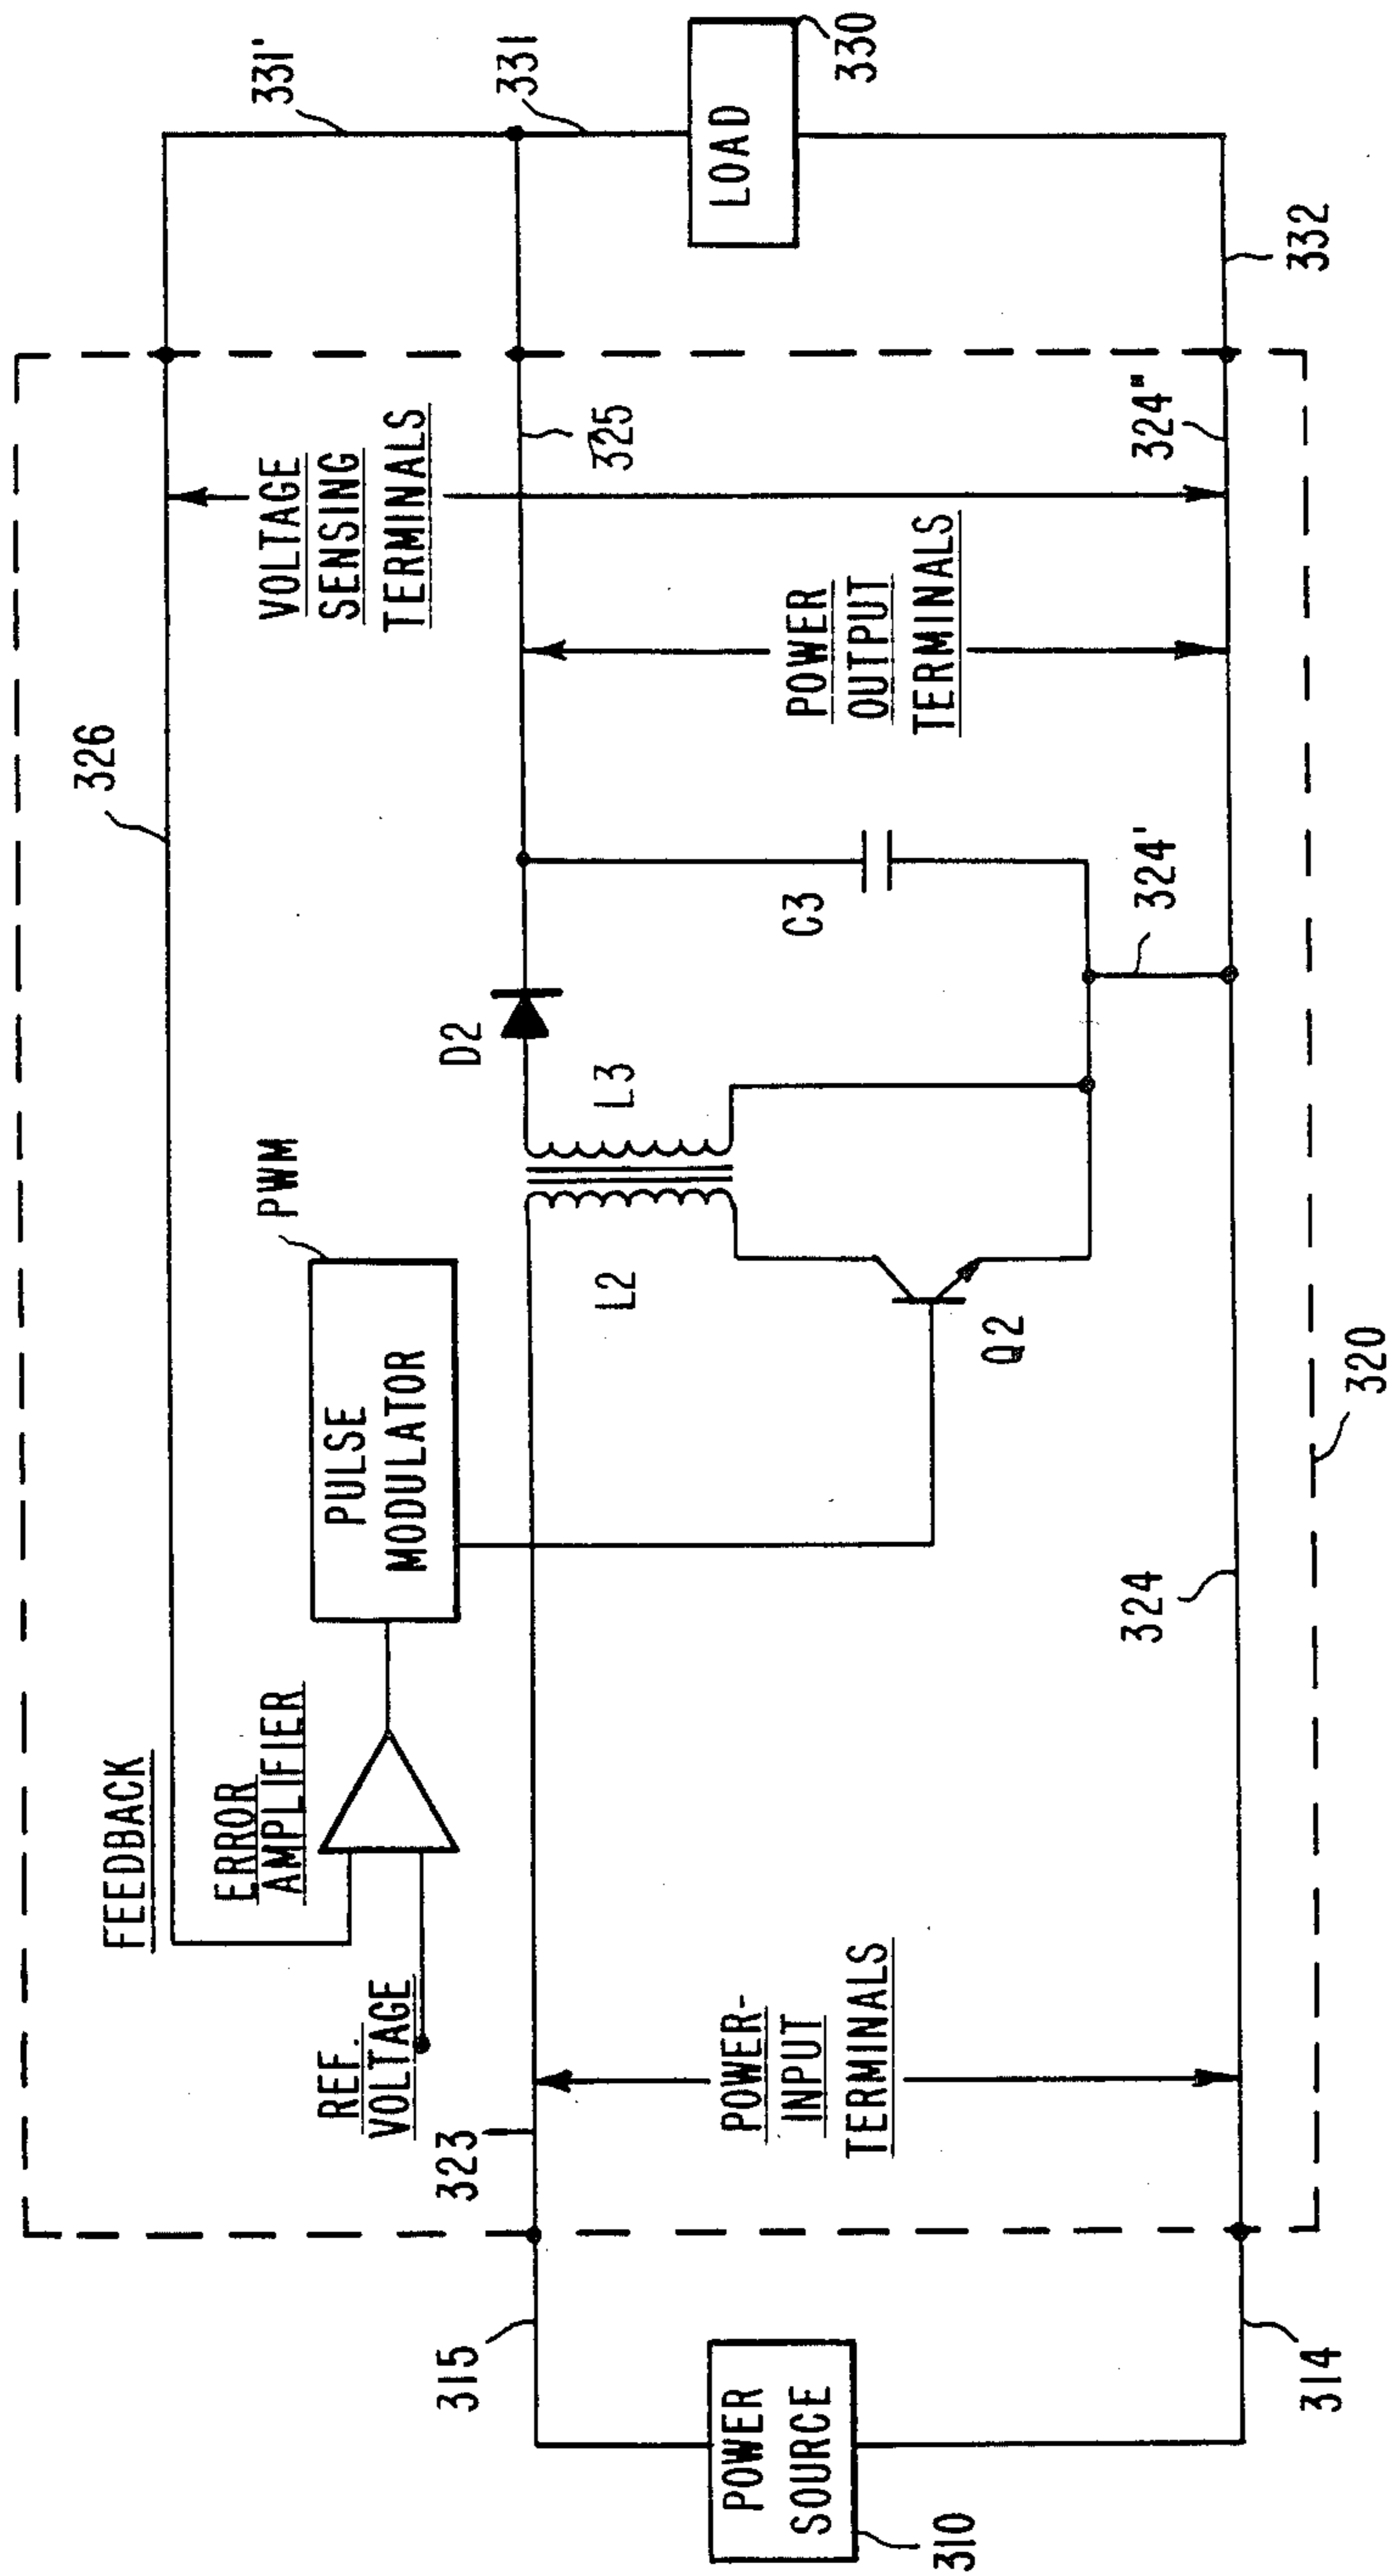 FEEDBACK
326
331'
ERROR
AMPLIFIER
PWM
VOLTAGE
SENSING
TERMINALS
331
REF.
VOLTAGE
PULSE
MODULATOR
315
323
D2
325
POWER
SOURCE
310
POWER-
INPUT
TERMINALS
L2
L3
C3
POWER
OUTPUT
TERMINALS
LOAD
330
Q2
314
324
324'
324"
332
320